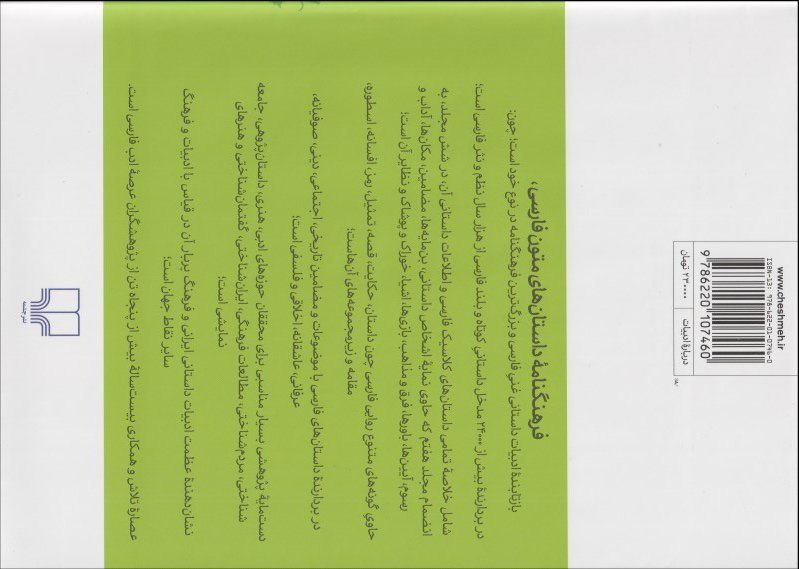 فرهنگنامهٔ داستان‌های متون فارسی،
بازتابندهٔ ادبیات داستانی غنی فارسی و بزرگ‌ترین فرهنگنامه در نوع خود است؛ چون:
در بردارندهٔ بیش از ۲۴۰۰۰ مدخل داستانی کوتاه و بلند فارسی از هزار سال نظم و نثر فارسی است؛
شامل خلاصهٔ تمامی داستان‌های کلاسیک فارسی و اطلاعات داستانی آن، در شش مجلد، به
انضمام مجلد هفتم که حاوی نمایهٔ اشخاص داستانی، بن‌مایه‌ها، مضامین، مکان‌ها، آداب و
رسوم، آیین‌ها، باورها، فرق و مذاهب، بازی‌ها، اشیا، خوراک و پوشاک و نظایر آن است؛
حاوی گونه‌های متنوع روایی فارسی چون داستان، حکایت، قصه، تمثیل، رمز، افسانه، اسطوره،
مقامه و زیرمجموعه‌های آن‌هاست؛
در بردارندهٔ داستان‌های فارسی با موضوعات و مضامین تاریخی، اجتماعی، دینی، صوفیانه،
عرفانی، عاشقانه، اخلاقی و فلسفی است؛
دست‌مایهٔ پژوهشی بسیار مناسبی برای محققان حوزه‌های ادبی، هنری، داستان‌پژوهی، جامعه
شناختی، مردم‌شناختی، مطالعات فرهنگی، ایران‌شناختی، گفتمان‌شناختی و هنرهای
نمایشی است؛
نشان‌دهندهٔ عظمت ادبیات داستانی ایرانی و فرهنگ پربار آن در قیاس با ادبیات و فرهنگ
سایر نقاط جهان است؛
عصارهٔ تلاش و همکاری بیست‌سالهٔ بیش از پنجاه تن از پژوهشگران عرصهٔ ادب فارسی است.
www.cheshmeh.ir
ISBN-13: 978-622-01-0746-0
9 786220 107460
۲۳۰۰۰۰ تومان
دربارهٔ ادبیات
نشر چشمه